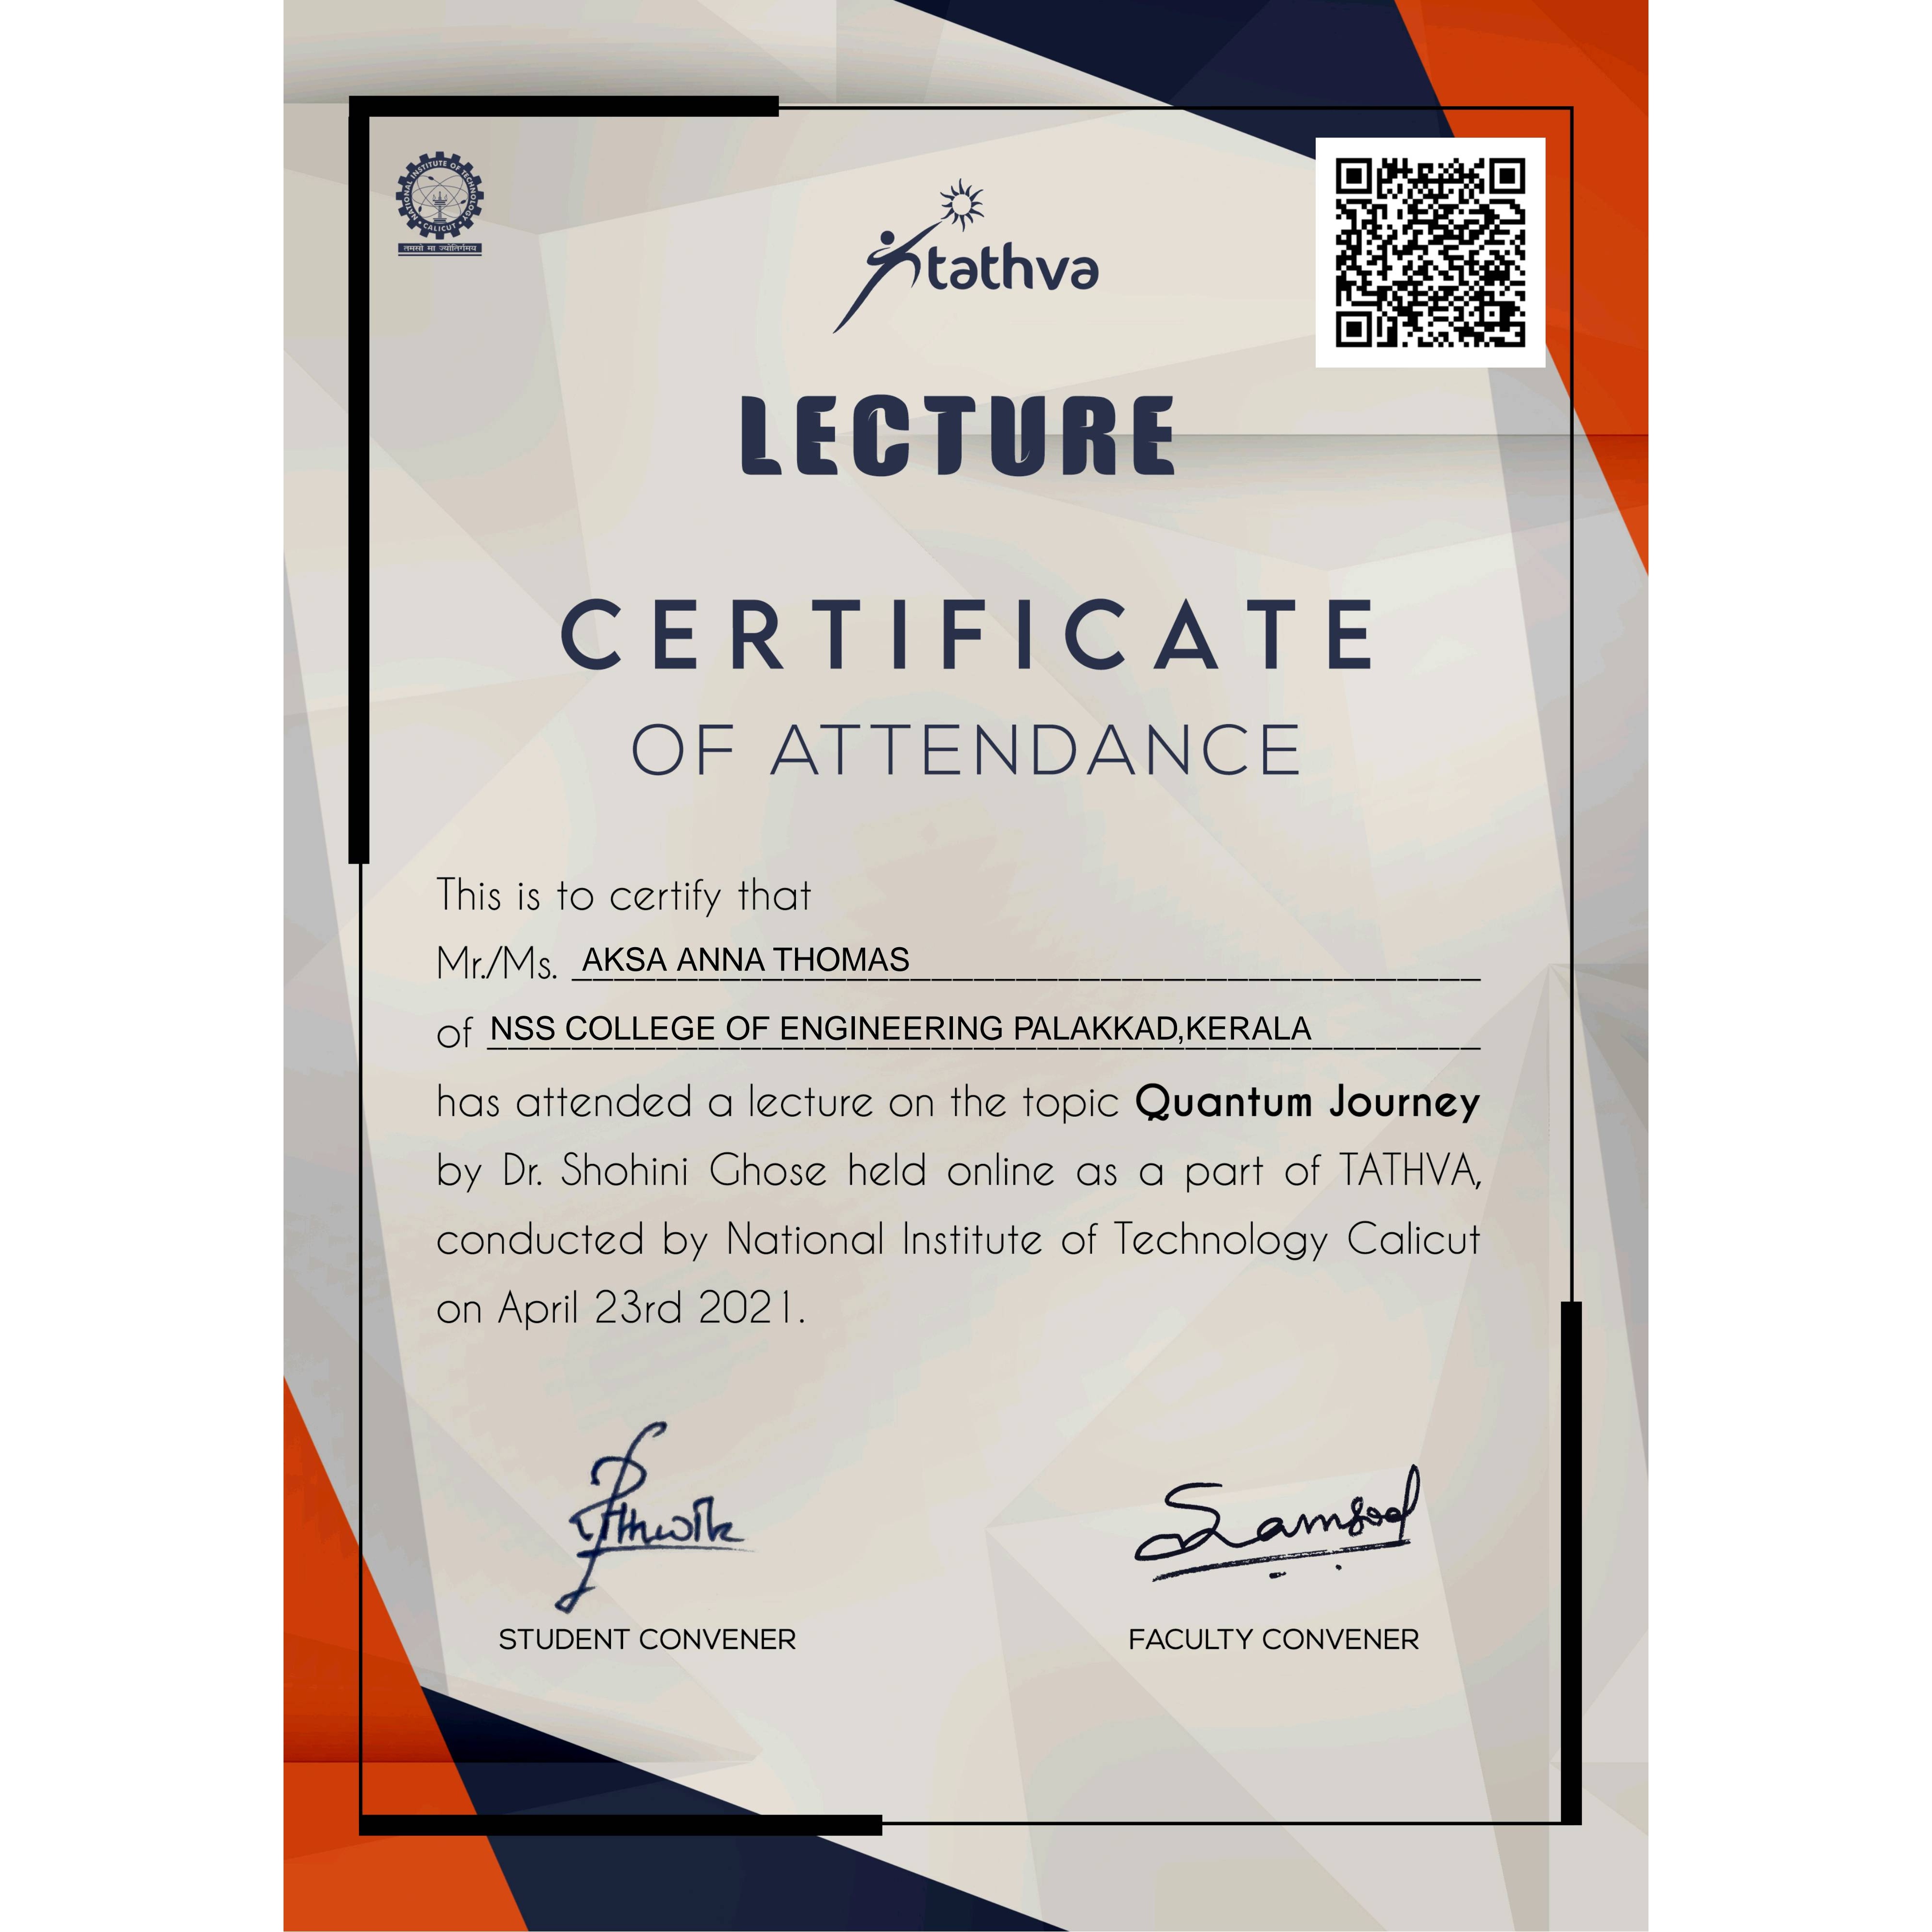 NATIONAL INSTITUTE OF TECHNOLOGY
CALICUT
तमसो मा ज्योतिर्गमय
tathva
LECTURE
CERTIFICATE
OF ATTENDANCE
This is to certify that
Mr./Ms. AKSA ANNA THOMAS
of NSS COLLEGE OF ENGINEERING PALAKKAD,KERALA
has attended a lecture on the topic Quantum Journey
by Dr. Shohini Ghose held online as a part of TATHVA,
conducted by National Institute of Technology Calicut
on April 23rd 2021.
STUDENT CONVENER
FACULTY CONVENER